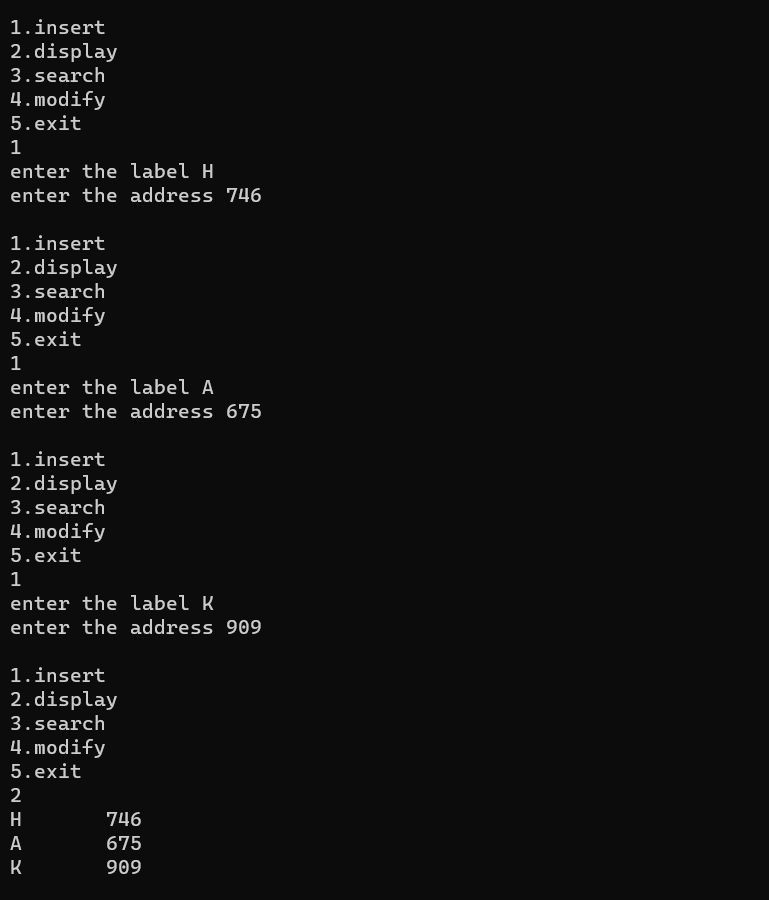 1.insert
2.display
3.search
4.modify
5.exit
1
enter the label H
enter the address 746
1.insert
2.display
3.search
4.modify
5.exit
1
enter the label A
enter the address 675
1.insert
2.display
3.search
4.modify
5.exit
1
enter the label K
enter the address 909
1.insert
2.display
3.search
4.modify
5.exit
2
H 746
A 675
K 909